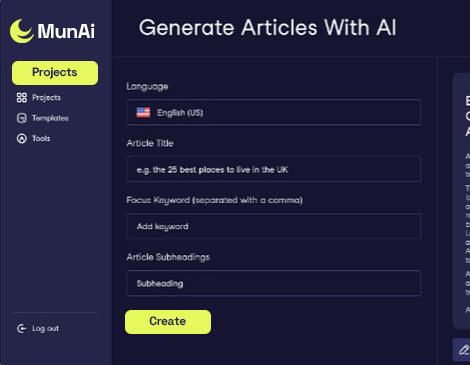 MunAi
Projects
Projects
Templates
Tools
Log out
Generate Articles With AI
Language
English (US)
Article Title
e.g. the 25 best places to live in the UK
Focus Keyword (separated with a comma)
Add keyword
Article Subheadings
Subheading
Create